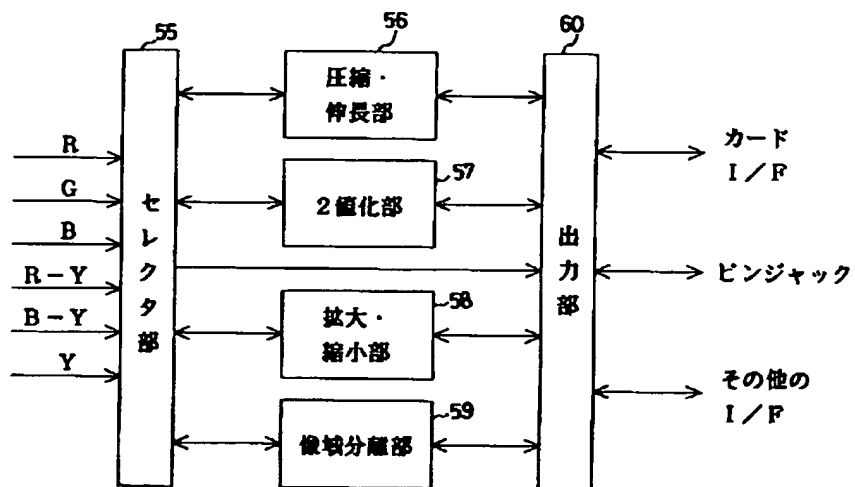 55
56
60
圧縮・
伸長部
カード
I/F
R
57
G
2値化部
B
セレクタ部
出力部
R-Y
ピンジャック
58
B-Y
拡大・
縮小部
Y
その他の
I/F
59
像域分離部